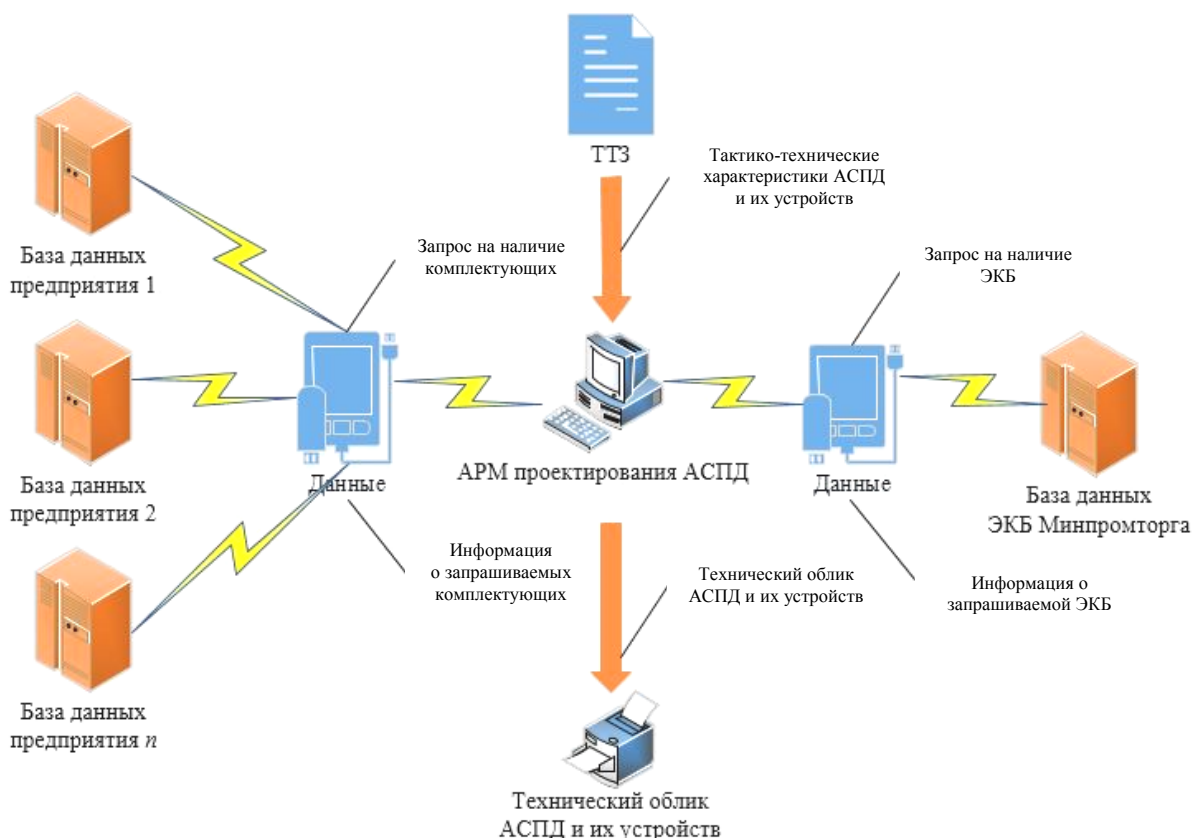 ТТЗ
Тактико-технические
характеристики АСПД
и их устройств
База данных
предприятия 1
Запрос на наличие
комплектующих
Запрос на наличие
ЭКБ
База данных
предприятия 2
Данные
АРМ проектирования АСПД
Данные
База данных
ЭКБ Минпромторга
Информация
о запрашиваемых
комплектующих
Технический облик
АСПД и их устройств
Информация о
запрашиваемой ЭКБ
База данных
предприятия n
Технический облик
АСПД и их устройств